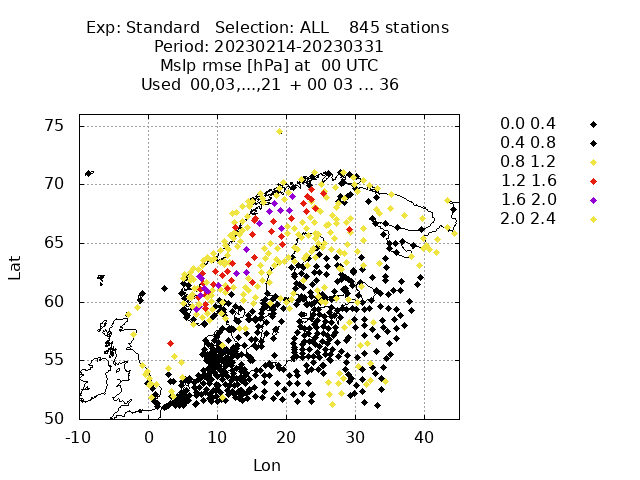 Exp: Standard   Selection: ALL    845 stations
Period: 20230214-20230331
Mslp rmse [hPa] at  00 UTC
Used  00,03,...,21  + 00 03 ... 36
75
70
65
60
55
50
-10 0 10 20 30 40
Lat
Lon
0.0 0.4
0.4 0.8
0.8 1.2
1.2 1.6
1.6 2.0
2.0 2.4